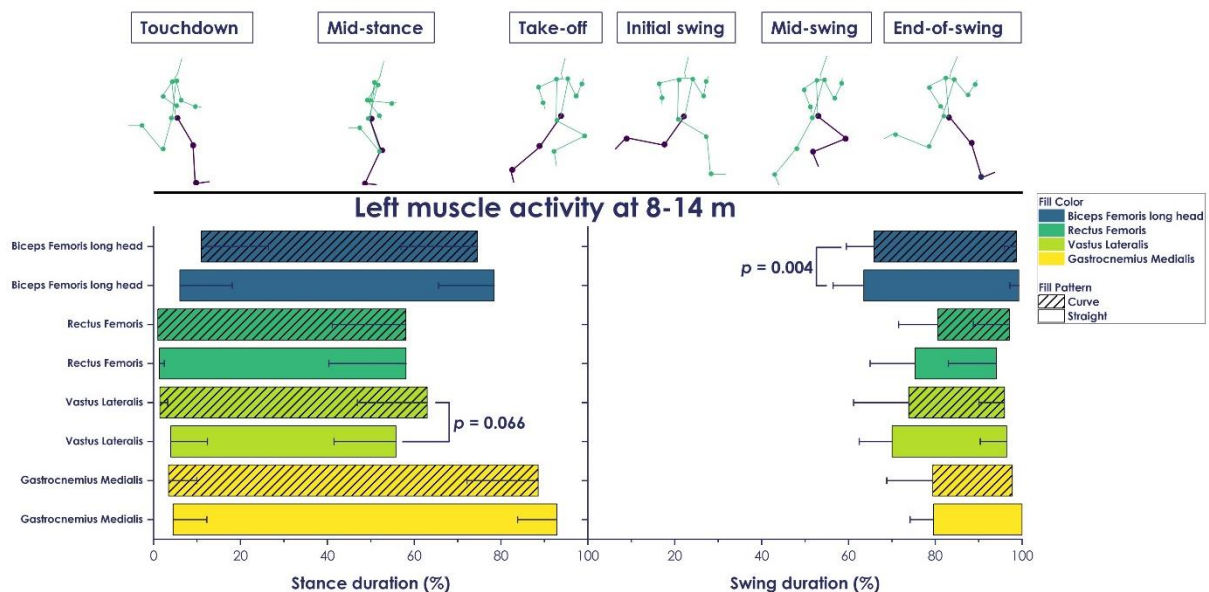 Touchdown
Mid-stance
Take-off
Initial swing
Mid-swing
End-of-swing
Left muscle activity at 8-14 m
Fill Color
Biceps Femoris long head
Rectus Femoris
Vastus Lateralis
Gastrocnemius Medialis
Fill Pattern
Curve
Straight
Biceps Femoris long head
Biceps Femoris long head
Rectus Femoris
Rectus Femoris
Vastus Lateralis
Vastus Lateralis
Gastrocnemius Medialis
Gastrocnemius Medialis
p = 0.004
p = 0.066
0 20 40 60 80 100 20 40 60 80 100
Stance duration (%)
Swing duration (%)